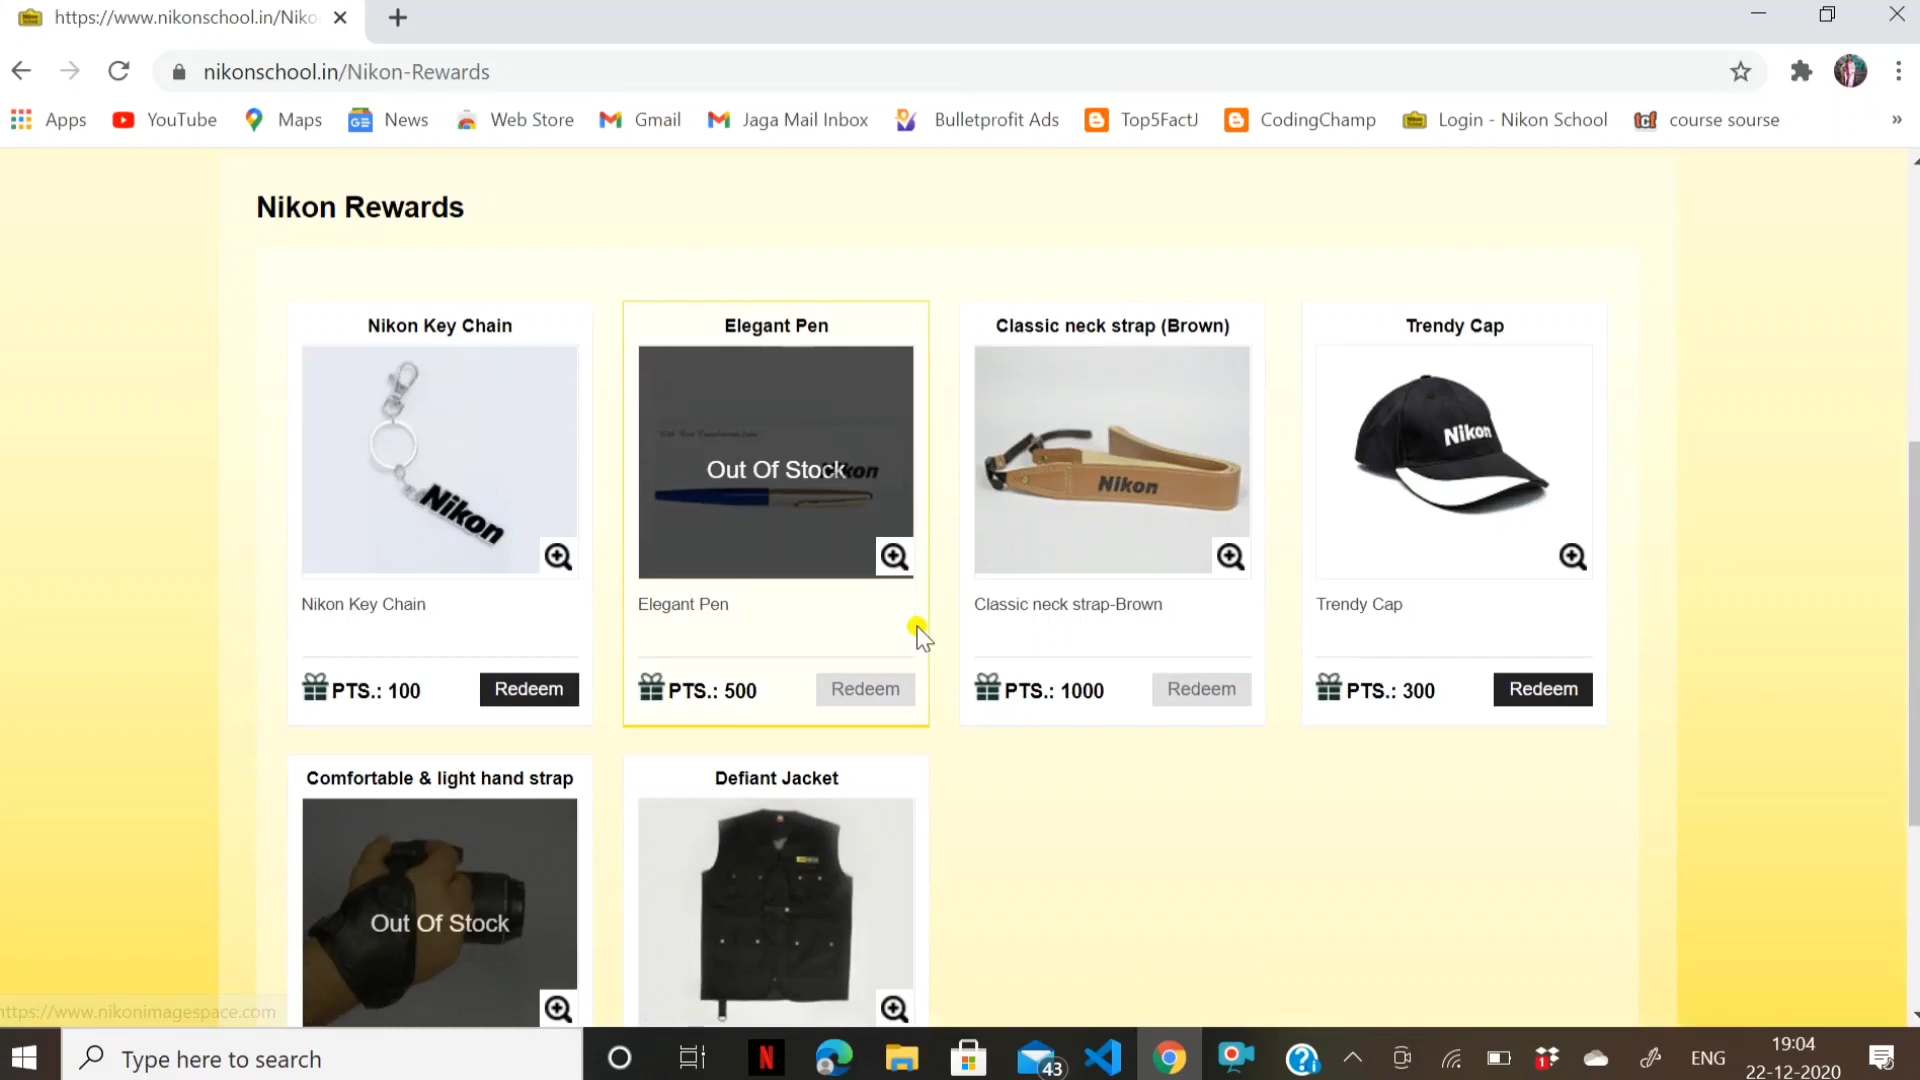 https://www.nikonschool.in/Niko
nikonschool.in/Nikon-Rewards
Apps YouTube Maps News Web Store Gmail Jaga Mail Inbox Bulletprofit Ads Top5FactJ CodingChamp Login - Nikon School course sourse »
Nikon Rewards
Nikon Key Chain Elegant Pen Classic neck strap (Brown) Trendy Cap
Nikon Out Of Stock Nikon Nikon Nikon
Nikon Key Chain Elegant Pen Classic neck strap-Brown Trendy Cap
PTS.: 100 Redeem PTS.: 500 Redeem PTS.: 1000 Redeem PTS.: 300 Redeem
Comfortable & light hand strap Defiant Jacket
Out Of Stock
https://www.nikonimagespace.com
Type here to search 43 1 ENG 19:04
22-12-2020